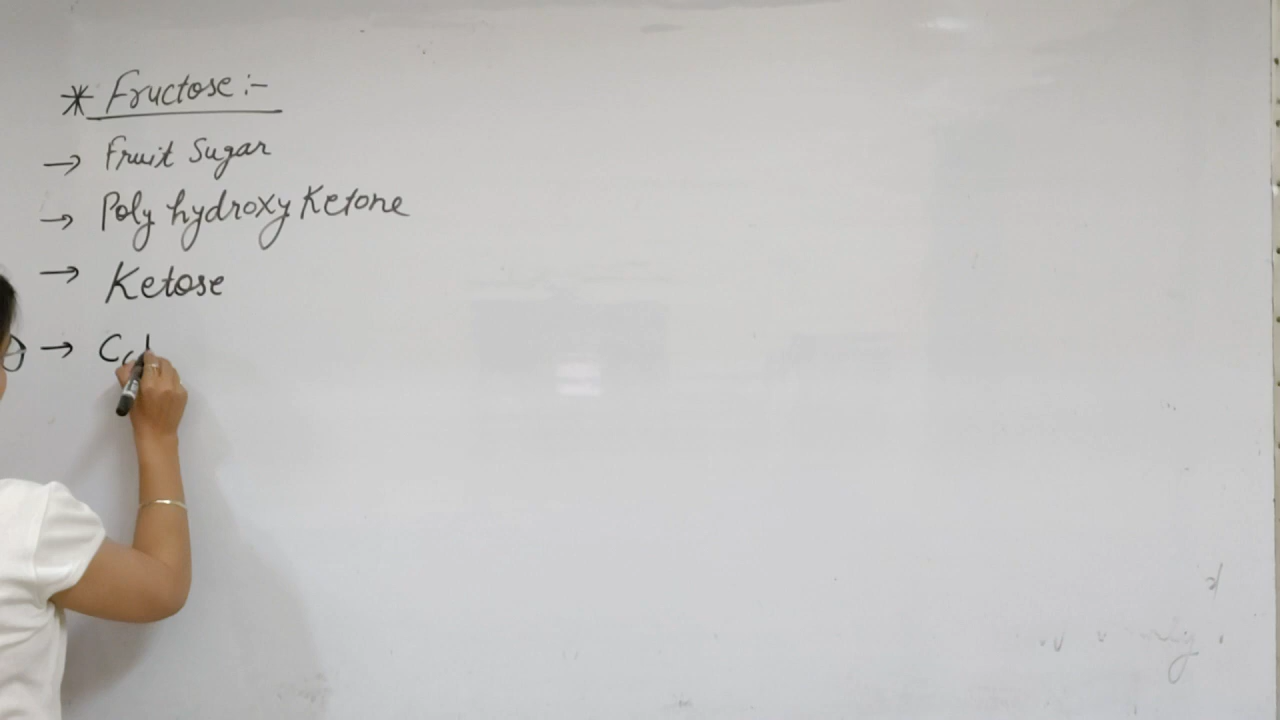 * Fructose :-
→ Fruit Sugar
→ Poly hydroxy Ketone
→ Ketose
→ C